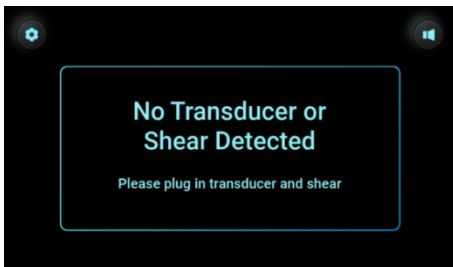 No Transducer or
Shear Detected
Please plug in transducer and shear